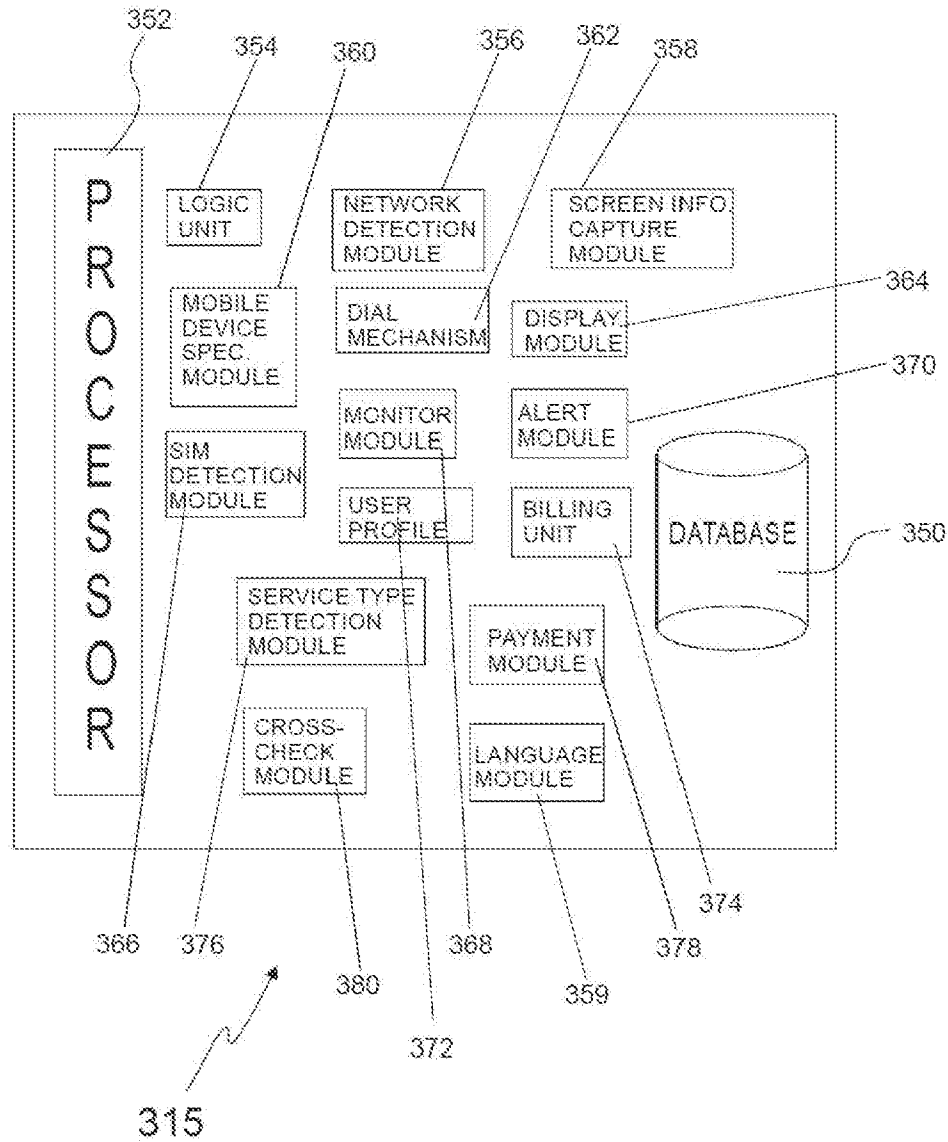 352
354
360
356
362
358
PROCESSOR
LOGIC
UNIT
NETWORK
DETECTION
MODULE
SCREEN INFO.
CAPTURE
MODULE
MOBILE
DEVICE
SPEC.
MODULE
DIAL
MECHANISM
DISPLAY
MODULE
364
370
MONITOR
MODULE
ALERT
MODULE
SIM
DETECTION
MODULE
USER
PROFILE
BILLING
UNIT
DATABASE
350
SERVICE TYPE
DETECTION
MODULE
PAYMENT
MODULE
CROSS-
CHECK
MODULE
LANGUAGE
MODULE
366
376
380
368
372
359
378
374
315